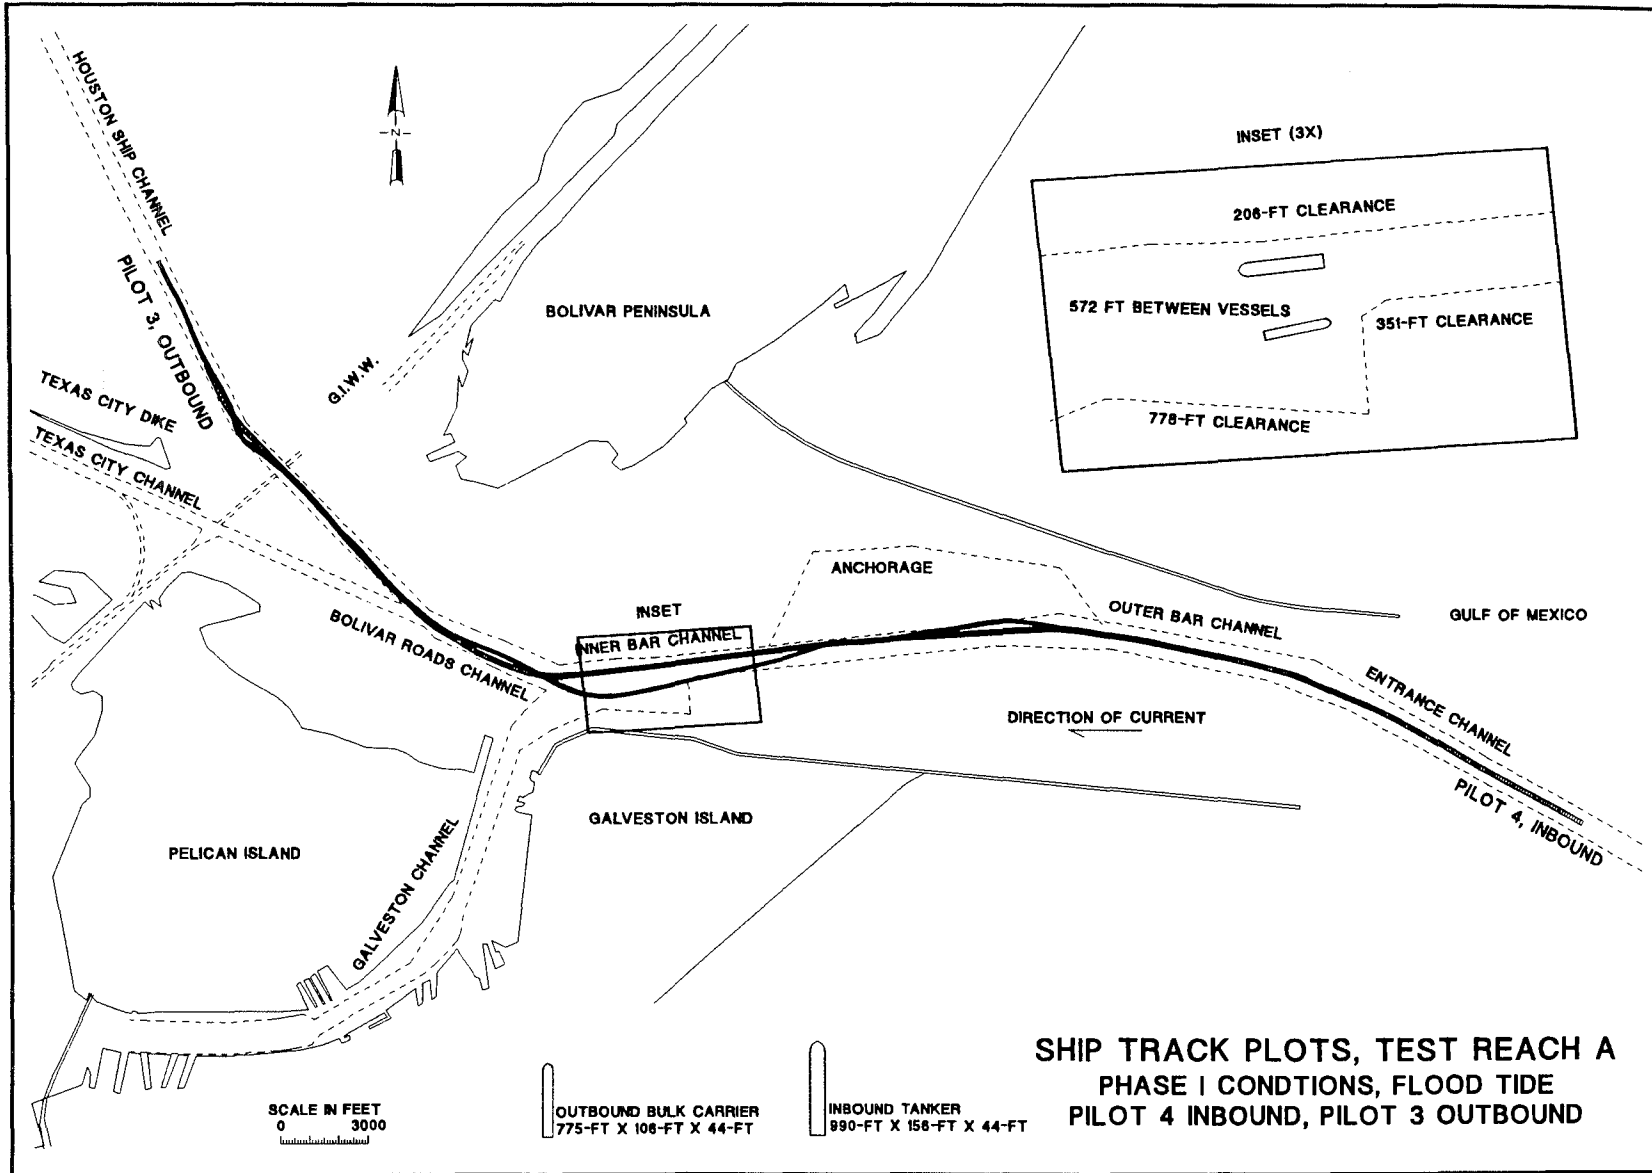 HOUSTON SHIP CHANNEL
N
INSET (3X)
206-FT CLEARANCE
572 FT BETWEEN VESSELS
351-FT CLEARANCE
778-FT CLEARANCE
PILOT 3, OUTBOUND
BOLIVAR PENINSULA
G.I.W.W.
TEXAS CITY DIKE
TEXAS CITY CHANNEL
ANCHORAGE
INSET
INNER BAR CHANNEL
OUTER BAR CHANNEL
GULF OF MEXICO
BOLIVAR ROADS CHANNEL
ENTRANCE CHANNEL
DIRECTION OF CURRENT
PILOT 4, INBOUND
GALVESTON ISLAND
PELICAN ISLAND
GALVESTON CHANNEL
SCALE IN FEET
0 3000
OUTBOUND BULK CARRIER
775-FT X 106-FT X 44-FT
INBOUND TANKER
990-FT X 156-FT X 44-FT
SHIP TRACK PLOTS, TEST REACH A
PHASE I CONDTIONS, FLOOD TIDE
PILOT 4 INBOUND, PILOT 3 OUTBOUND